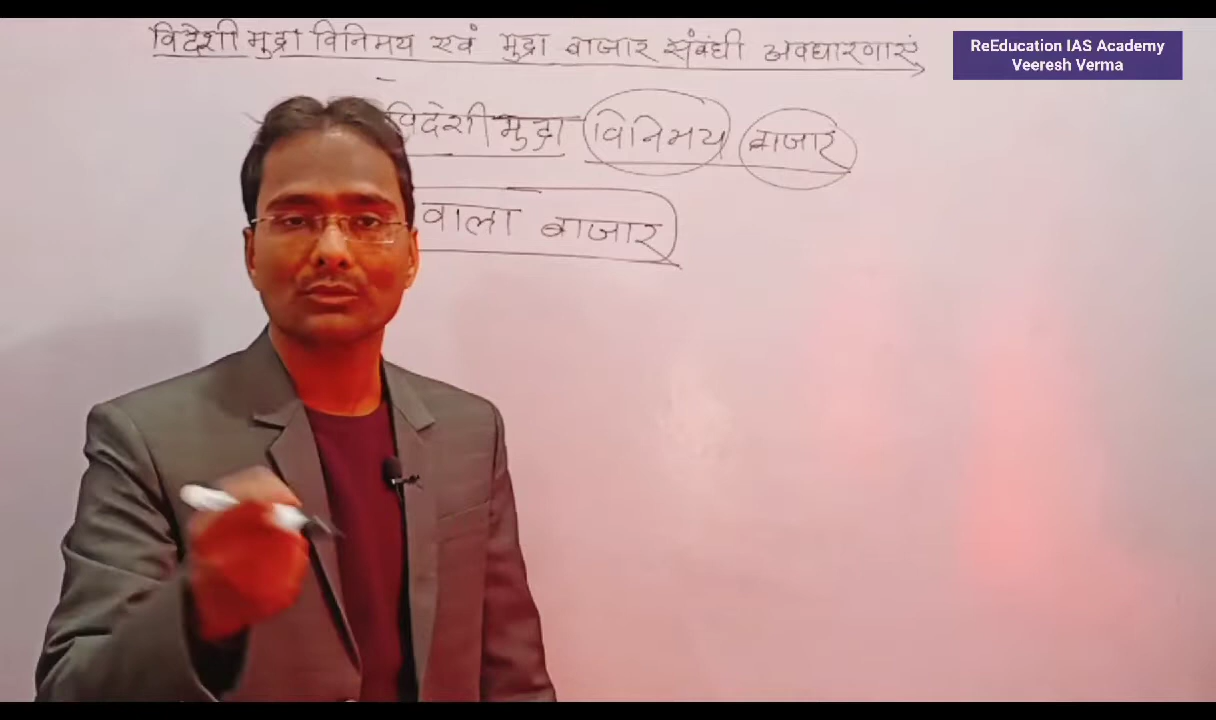 विदेशी मुद्रा विनिमय एवं मुद्रा बाजार संबंधी अवधारणाएं
ReEducation IAS Academy
Veeresh Verma
विदेशी मुद्रा विनिमय बाजार
वाला बाजार